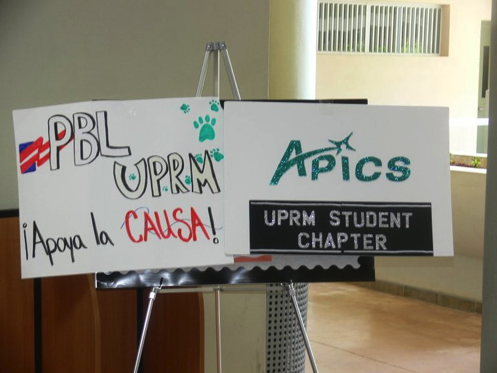 PBL
UPRM
¡Apoya la CAUSA!
APICS
UPRM STUDENT
CHAPTER